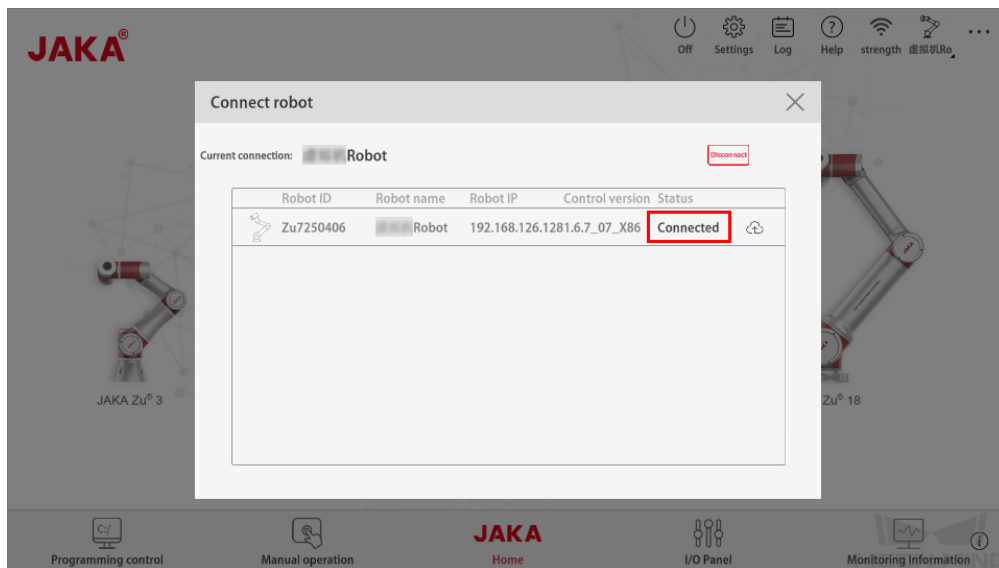 JAKA®
Off
Settings
Log
Help
strength
虚拟机Ro
Connect robot
Current connection:
Robot
Disconnect
Robot ID Robot name Robot IP Control version Status
Zu7250406 Robot 192.168.126.1281.6.7_07_X86 Connected
JAKA Zu® 3
Zu® 18
C:/
Programming control
Manual operation
JAKA
Home
I/O Panel
Monitoring Information